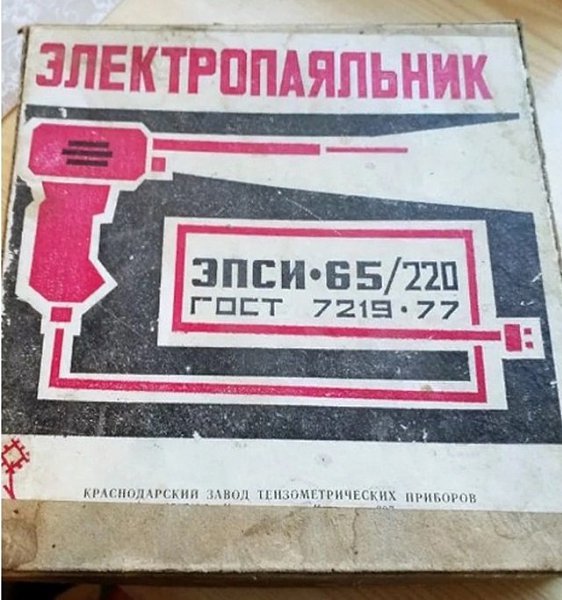 ЭЛЕКТРОПАЯЛЬНИК
ЭПСИ·65/220
ГОСТ 7219·77
КРАСНОДАРСКИЙ ЗАВОД ТЕНЗОМЕТРИЧЕСКИХ ПРИБОРОВ